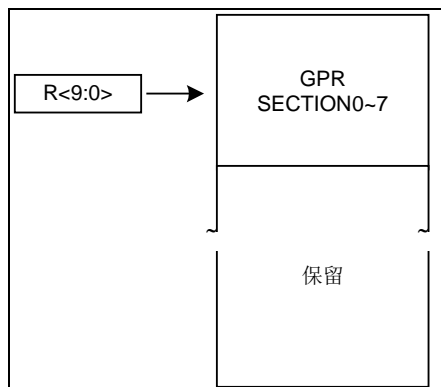 R<9:0>
GPR
SECTION0~7
~ ~
保留